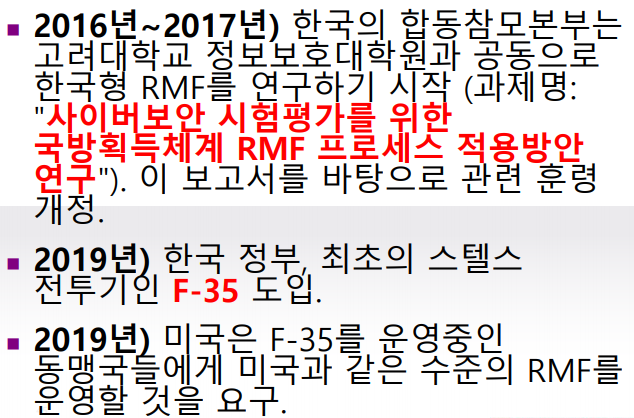 ■ 2016년~2017년) 한국의 합동참모본부는
고려대학교 정보보호대학원과 공동으로
한국형 RMF를 연구하기 시작 (과제명:
"사이버보안 시험평가를 위한
국방획득체계 RMF 프로세스 적용방안
연구"). 이 보고서를 바탕으로 관련 훈령
개정.
■ 2019년) 한국 정부, 최초의 스텔스
전투기인 F-35 도입.
■ 2019년) 미국은 F-35를 운영중인
동맹국들에게 미국과 같은 수준의 RMF를
운영할 것을 요구.